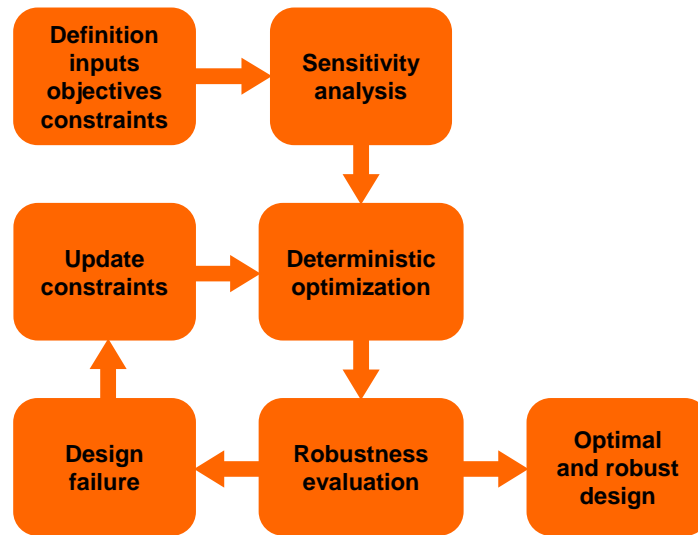 Definition
inputs
objectives
constraints
Sensitivity
analysis
Update
constraints
Deterministic
optimization
Design
failure
Robustness
evaluation
Optimal
and robust
design